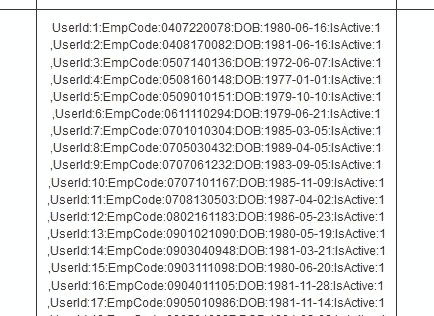 UserId:1:EmpCode:0407220078:DOB:1980-06-16:IsActive:1
,UserId:2:EmpCode:0408170082:DOB:1981-06-16:IsActive:1
,UserId:3:EmpCode:0507140136:DOB:1972-06-07:IsActive:1
,UserId:4:EmpCode:0508160148:DOB:1977-01-01:IsActive:1
,UserId:5:EmpCode:0509010151:DOB:1979-10-10:IsActive:1
,UserId:6:EmpCode:0611110294:DOB:1979-06-21:IsActive:1
,UserId:7:EmpCode:0701010304:DOB:1985-03-05:IsActive:1
,UserId:8:EmpCode:0705030432:DOB:1989-04-05:IsActive:1
,UserId:9:EmpCode:0707061232:DOB:1983-09-05:IsActive:1
,UserId:10:EmpCode:0707101167:DOB:1985-11-09:IsActive:1
,UserId:11:EmpCode:0708130503:DOB:1987-04-02:IsActive:1
,UserId:12:EmpCode:0802161183:DOB:1986-05-23:IsActive:1
,UserId:13:EmpCode:0901021090:DOB:1980-05-19:IsActive:1
,UserId:14:EmpCode:0903040948:DOB:1981-03-21:IsActive:1
,UserId:15:EmpCode:0903111098:DOB:1980-06-20:IsActive:1
,UserId:16:EmpCode:0904011105:DOB:1981-11-28:IsActive:1
,UserId:17:EmpCode:0905010986:DOB:1981-11-14:IsActive:1